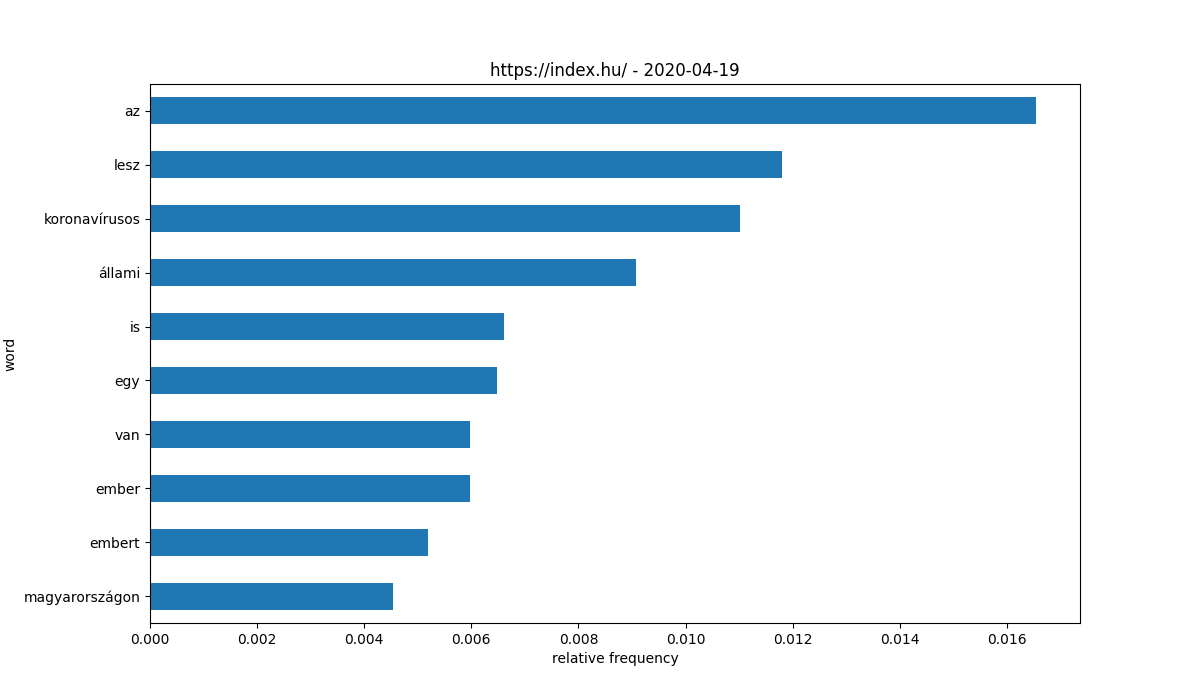 https://index.hu/ - 2020-04-19
az
lesz
koronavírusos
állami
is
egy
van
ember
embert
magyarországon
word
0.000 0.002 0.004 0.006 0.008 0.010 0.012 0.014 0.016
relative frequency